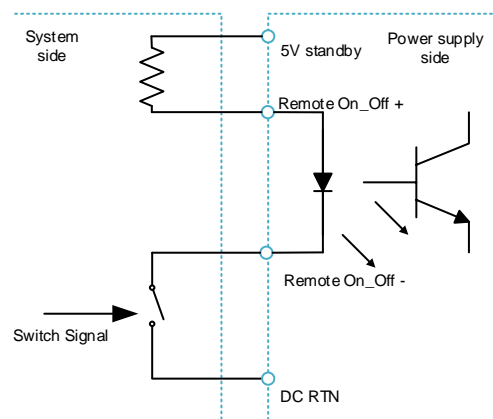 System
side
5V standby
Power supply
side
Remote On_Off +
Remote On_Off -
Switch Signal
DC RTN